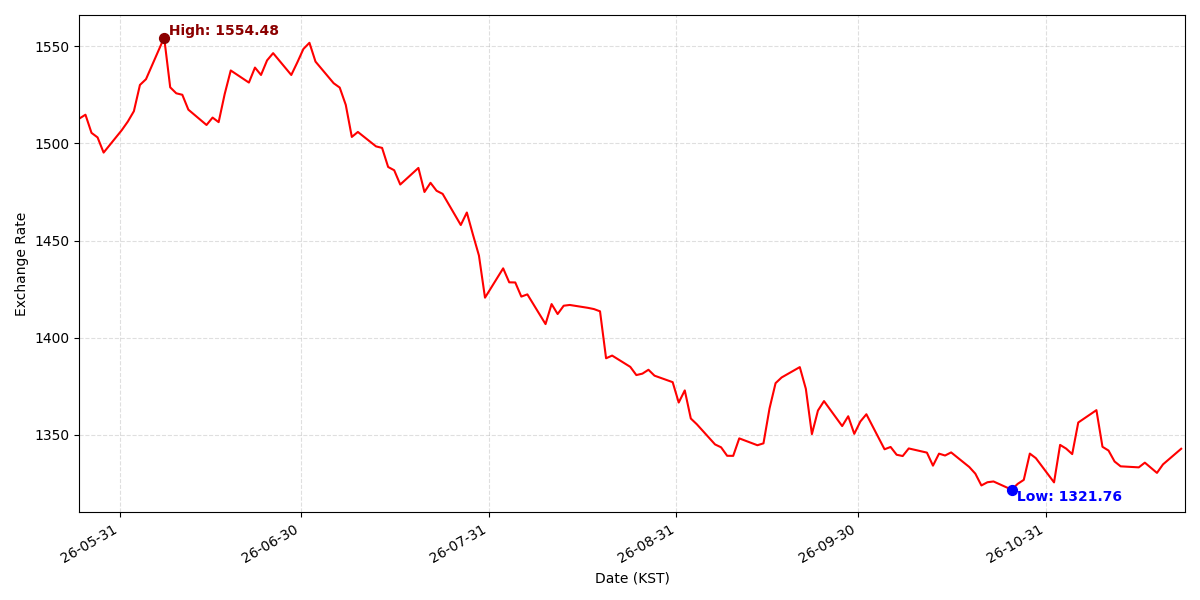 High: 1554.48
1550
1500
1450
1400
1350
Exchange Rate
Low: 1321.76
26-05-31
26-06-30
26-07-31
26-08-31
26-09-30
26-10-31
Date (KST)